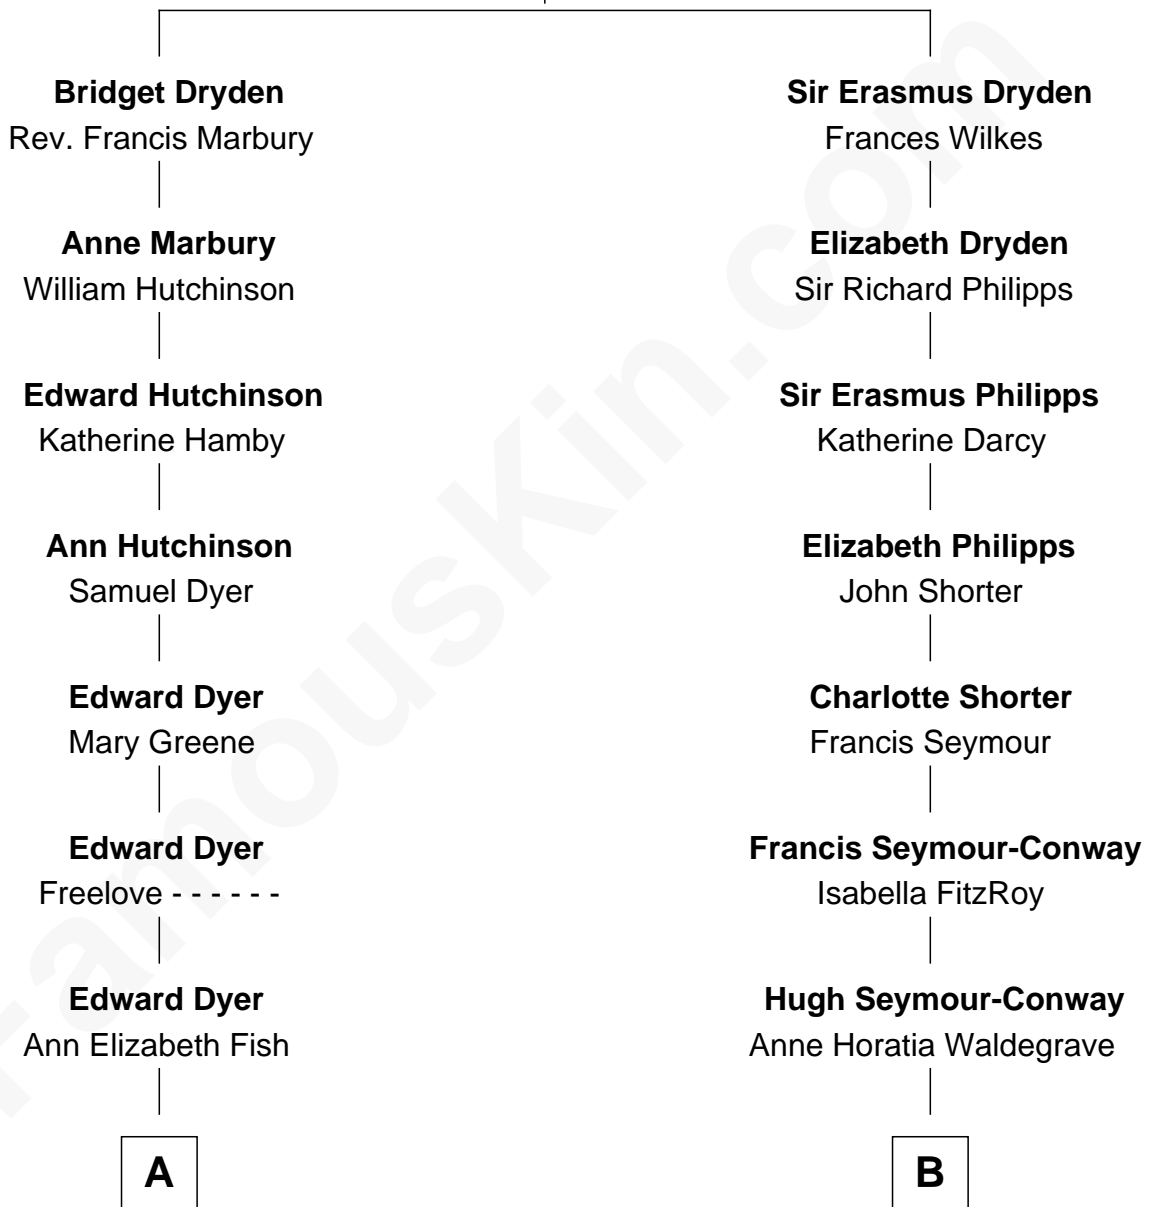 Bridget Dryden
Rev. Francis Marbury
Anne Marbury
William Hutchinson
Edward Hutchinson
Katherine Hamby
Ann Hutchinson
Samuel Dyer
Edward Dyer
Mary Greene
Edward Dyer
Freelove - - - - - -
Edward Dyer
Ann Elizabeth Fish
A
Sir Erasmus Dryden
Frances Wilkes
Elizabeth Dryden
Sir Richard Philipps
Sir Erasmus Philipps
Katherine Darcy
Elizabeth Philipps
John Shorter
Charlotte Shorter
Francis Seymour
Francis Seymour-Conway
Isabella FitzRoy
Hugh Seymour-Conway
Anne Horatia Waldegrave
B
FamousKin.com